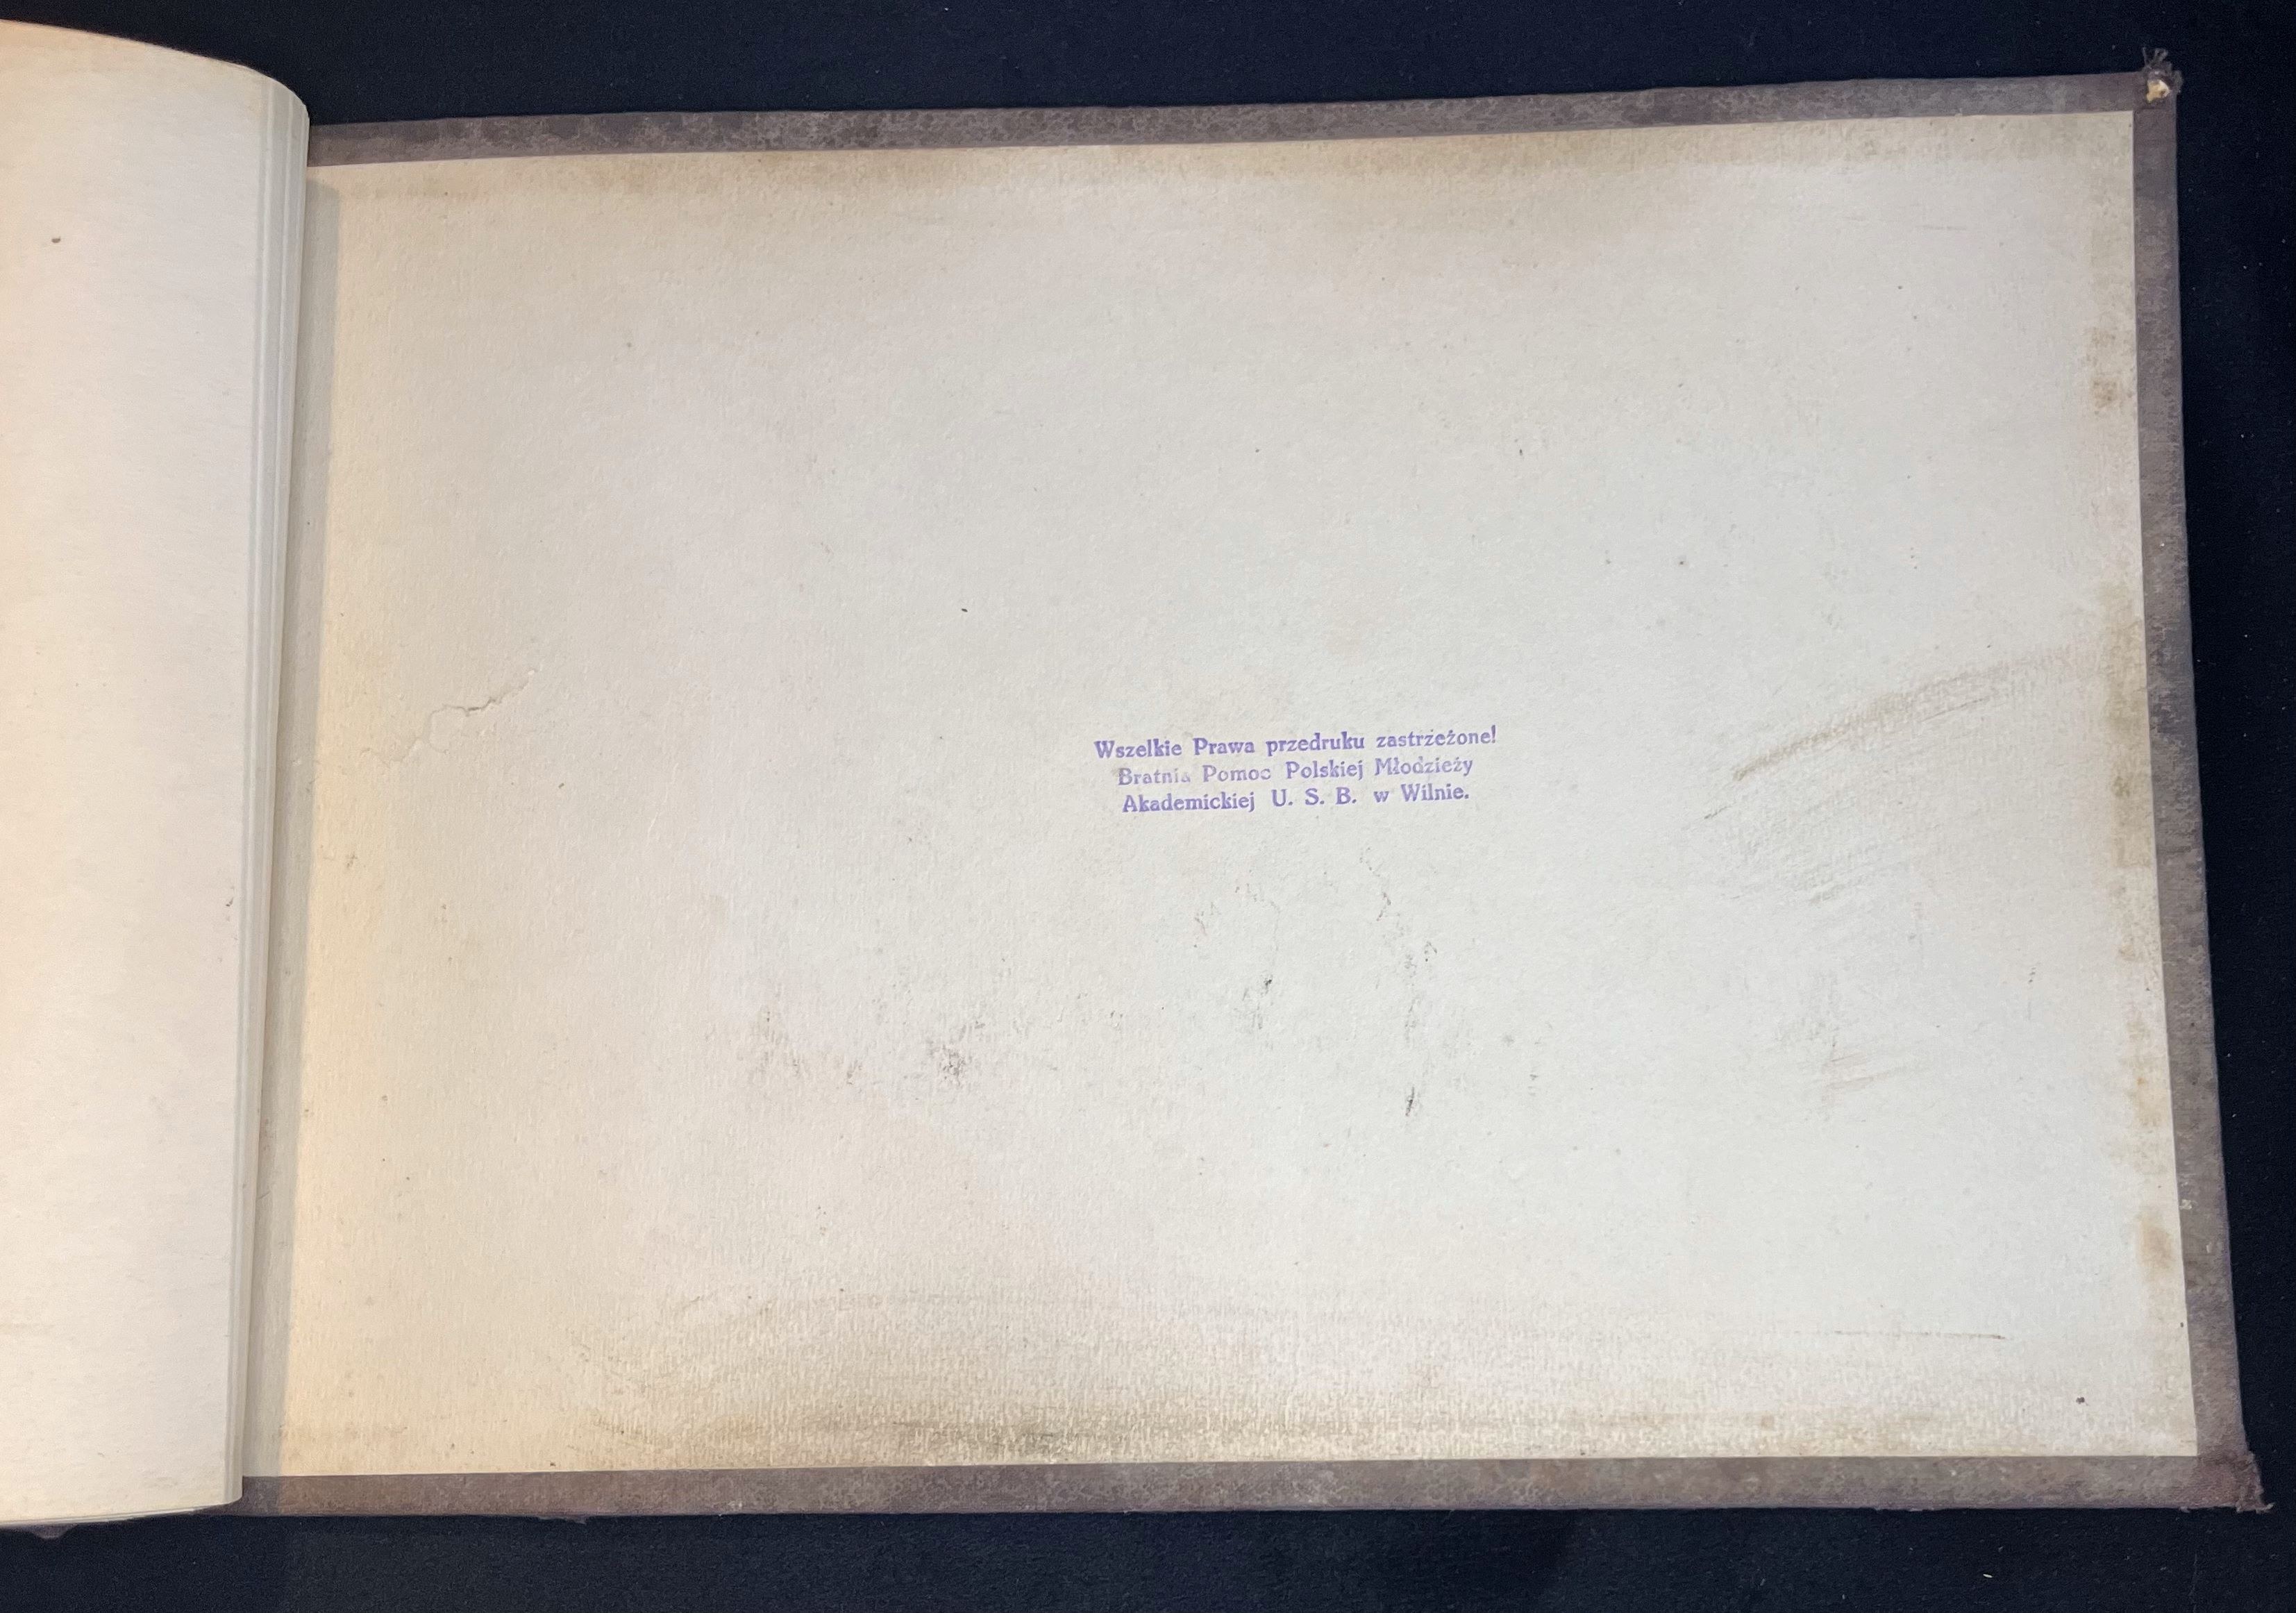 Wszelkie Prawa przedruku zastrzeżone!
Bratnia Pomoc Polskiej Młodzieży
Akademickiej U. S. B. w Wilnie.